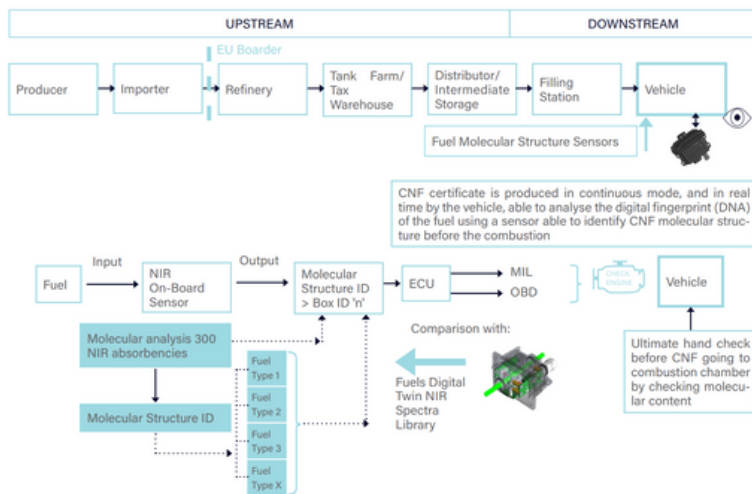 UPSTREAM
DOWNSTREAM
EU Boarder
Producer
Importer
Refinery
Tank Farm/
Tax
Warehouse
Distributor/
Intermediate
Storage
Filling
Station
Vehicle
Fuel Molecular Structure Sensors
CNF certificate is produced in continuous mode, and in real
time by the vehicle, able to analyse the digital fingerprint (DNA)
of the fuel using a sensor able to identify CNF molecular struc-
ture before the combustion
Fuel
Input
NIR
On-Board
Sensor
Output
Molecular
Structure ID
> Box ID 'n'
ECU
MIL
OBD
CHECK
ENGINE
Vehicle
Molecular analysis 300
NIR absorbencies
Molecular Structure ID
Fuel
Type 1
Fuel
Type 2
Fuel
Type 3
Fuel
Type X
Comparison with:
Fuels Digital
Twin NIR
Spectra
Library
Ultimate hand check
before CNF going to
combustion chamber
by checking molecu-
lar content